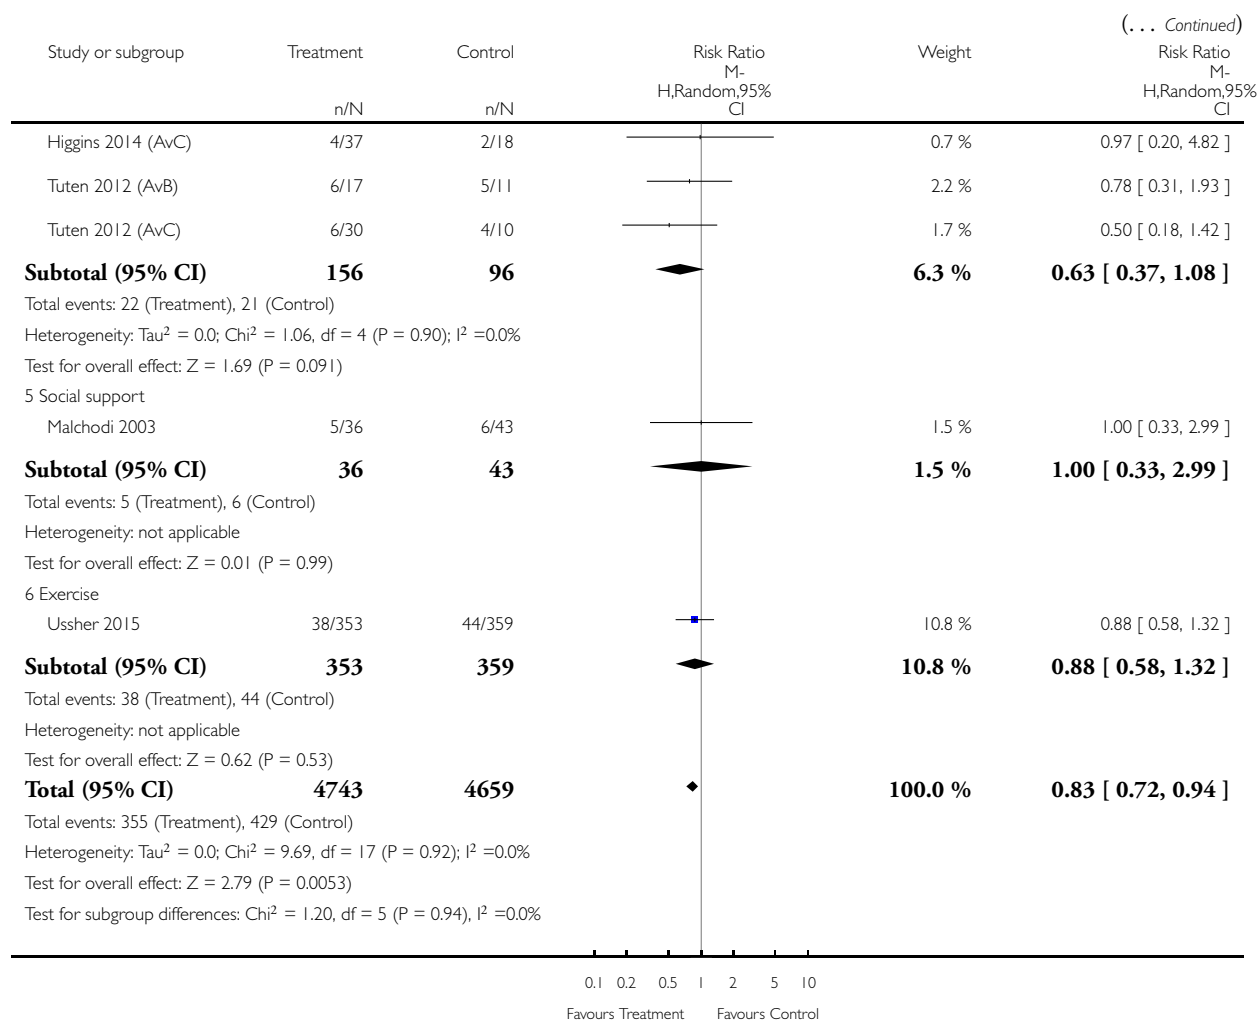 (... Continued)
Study or subgroup Treatment Control Risk Ratio Weight Risk Ratio
M- M-
H,Random,95% H,Random,95%
n/N n/N CI CI
Higgins 2014 (AvC) 4/37 2/18 0.7 % 0.97 [ 0.20, 4.82 ]
Tuten 2012 (AvB) 6/17 5/11 2.2 % 0.78 [ 0.31, 1.93 ]
Tuten 2012 (AvC) 6/30 4/10 1.7 % 0.50 [ 0.18, 1.42 ]
Subtotal (95% CI) 156 96 6.3 % 0.63 [ 0.37, 1.08 ]
Total events: 22 (Treatment), 21 (Control)
Heterogeneity: Tau² = 0.0; Chi² = 1.06, df = 4 (P = 0.90); I² =0.0%
Test for overall effect: Z = 1.69 (P = 0.091)
5 Social support
Malchodi 2003 5/36 6/43 1.5 % 1.00 [ 0.33, 2.99 ]
Subtotal (95% CI) 36 43 1.5 % 1.00 [ 0.33, 2.99 ]
Total events: 5 (Treatment), 6 (Control)
Heterogeneity: not applicable
Test for overall effect: Z = 0.01 (P = 0.99)
6 Exercise
Ussher 2015 38/353 44/359 10.8 % 0.88 [ 0.58, 1.32 ]
Subtotal (95% CI) 353 359 10.8 % 0.88 [ 0.58, 1.32 ]
Total events: 38 (Treatment), 44 (Control)
Heterogeneity: not applicable
Test for overall effect: Z = 0.62 (P = 0.53)
Total (95% CI) 4743 4659 100.0 % 0.83 [ 0.72, 0.94 ]
Total events: 355 (Treatment), 429 (Control)
Heterogeneity: Tau² = 0.0; Chi² = 9.69, df = 17 (P = 0.92); I² =0.0%
Test for overall effect: Z = 2.79 (P = 0.0053)
Test for subgroup differences: Chi² = 1.20, df = 5 (P = 0.94), I² =0.0%
0.1 0.2 0.5 1 2 5 10
Favours Treatment Favours Control